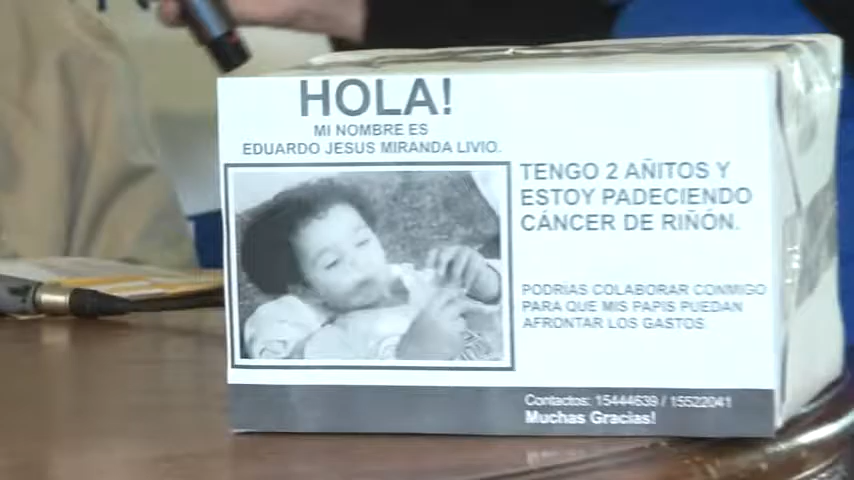 HOLA!
MI NOMBRE ES
EDUARDO JESUS MIRANDA LIVIO.
TENGO 2 AÑITOS Y
ESTOY PADECIENDO
CÁNCER DE RIÑÓN.
PODRIAS COLABORAR CONMIGO
PARA QUE MIS PAPIS PUEDAN
AFRONTAR LOS GASTOS
Contactos: 15444639 / 15522041
Muchas Gracias!